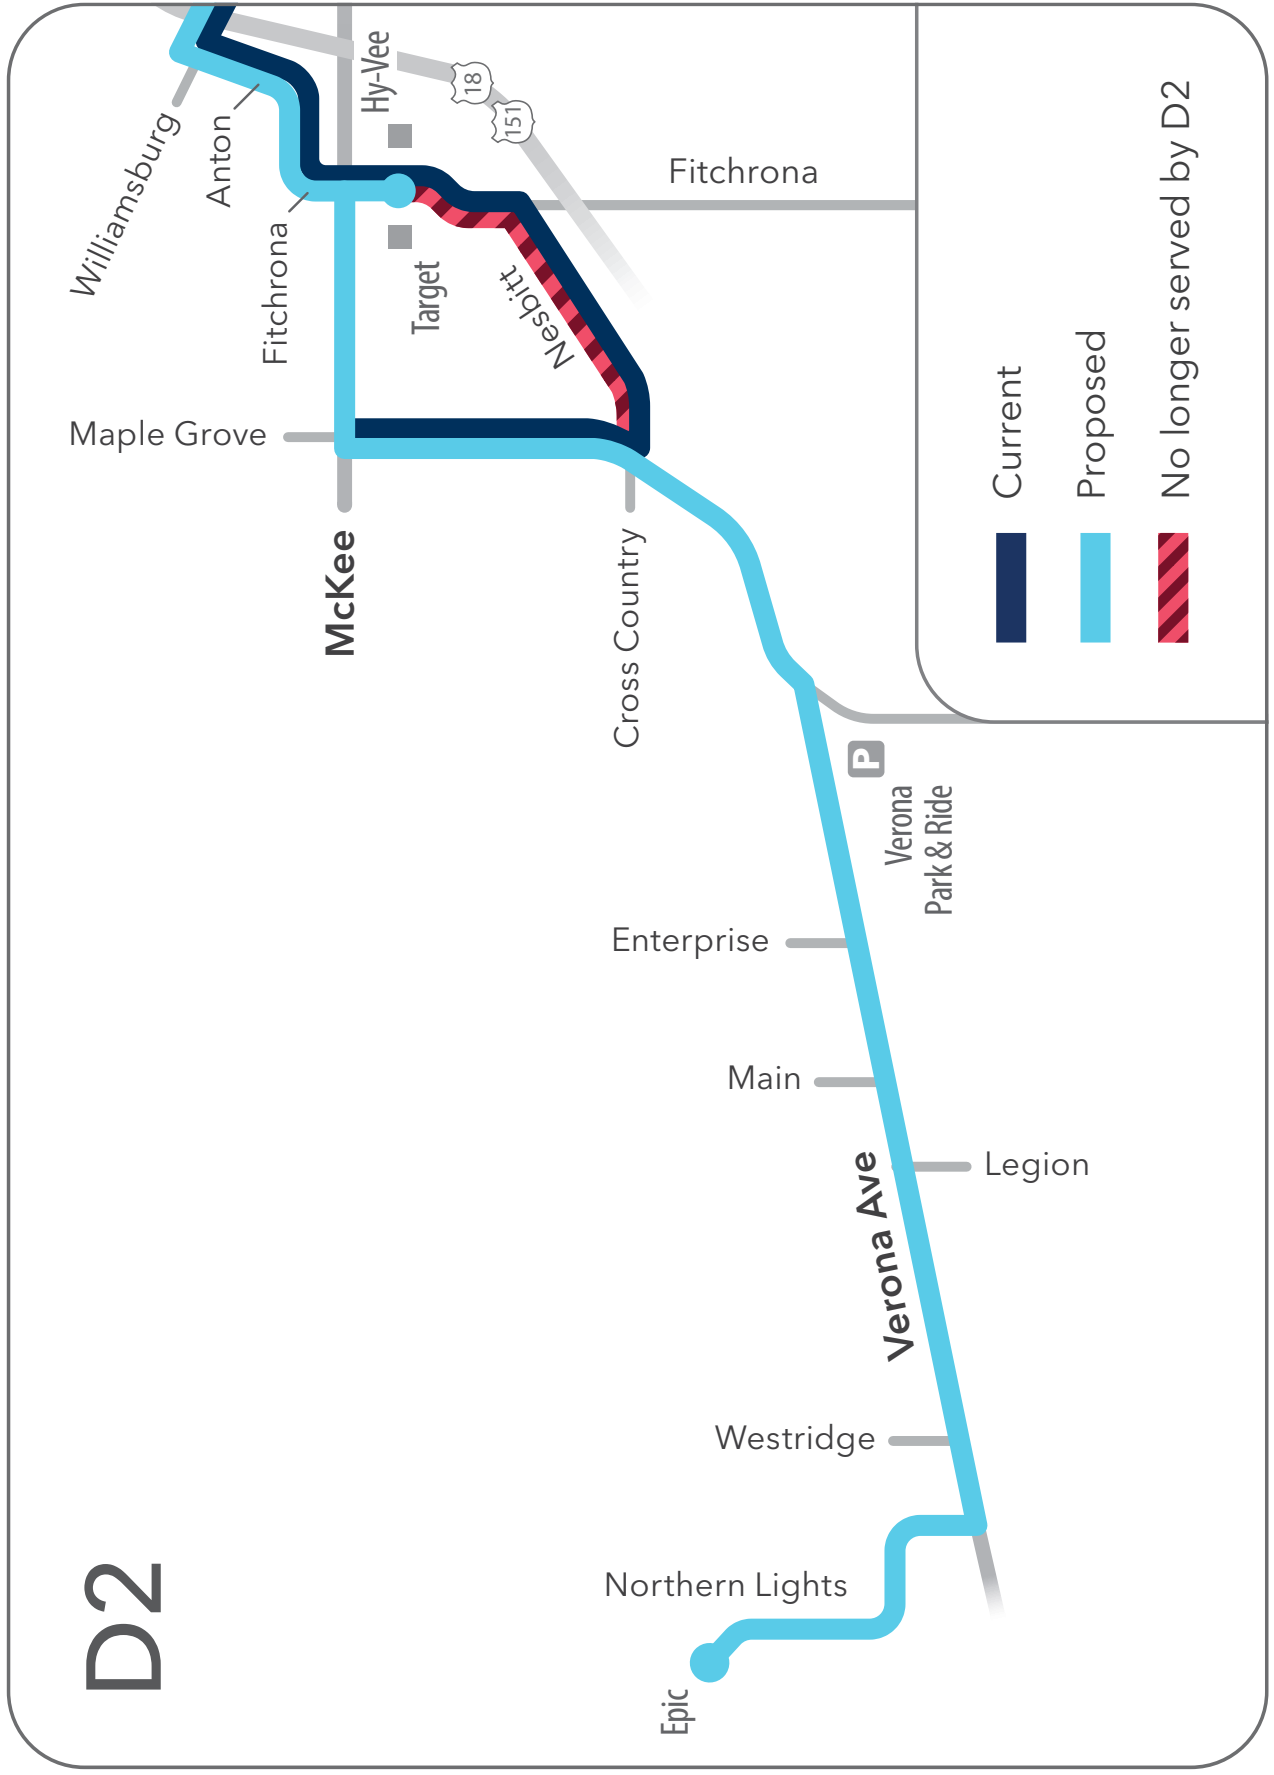 D2
Williamsburg
Anton
Fitchrona
Maple Grove
McKee
Hy-Vee
Target
18
151
Nesbitt
Fitchrona
Cross Country
Verona
Park & Ride
P
Enterprise
Main
Legion
Verona Ave
Westridge
Northern Lights
Epic
Current
Proposed
No longer served by D2